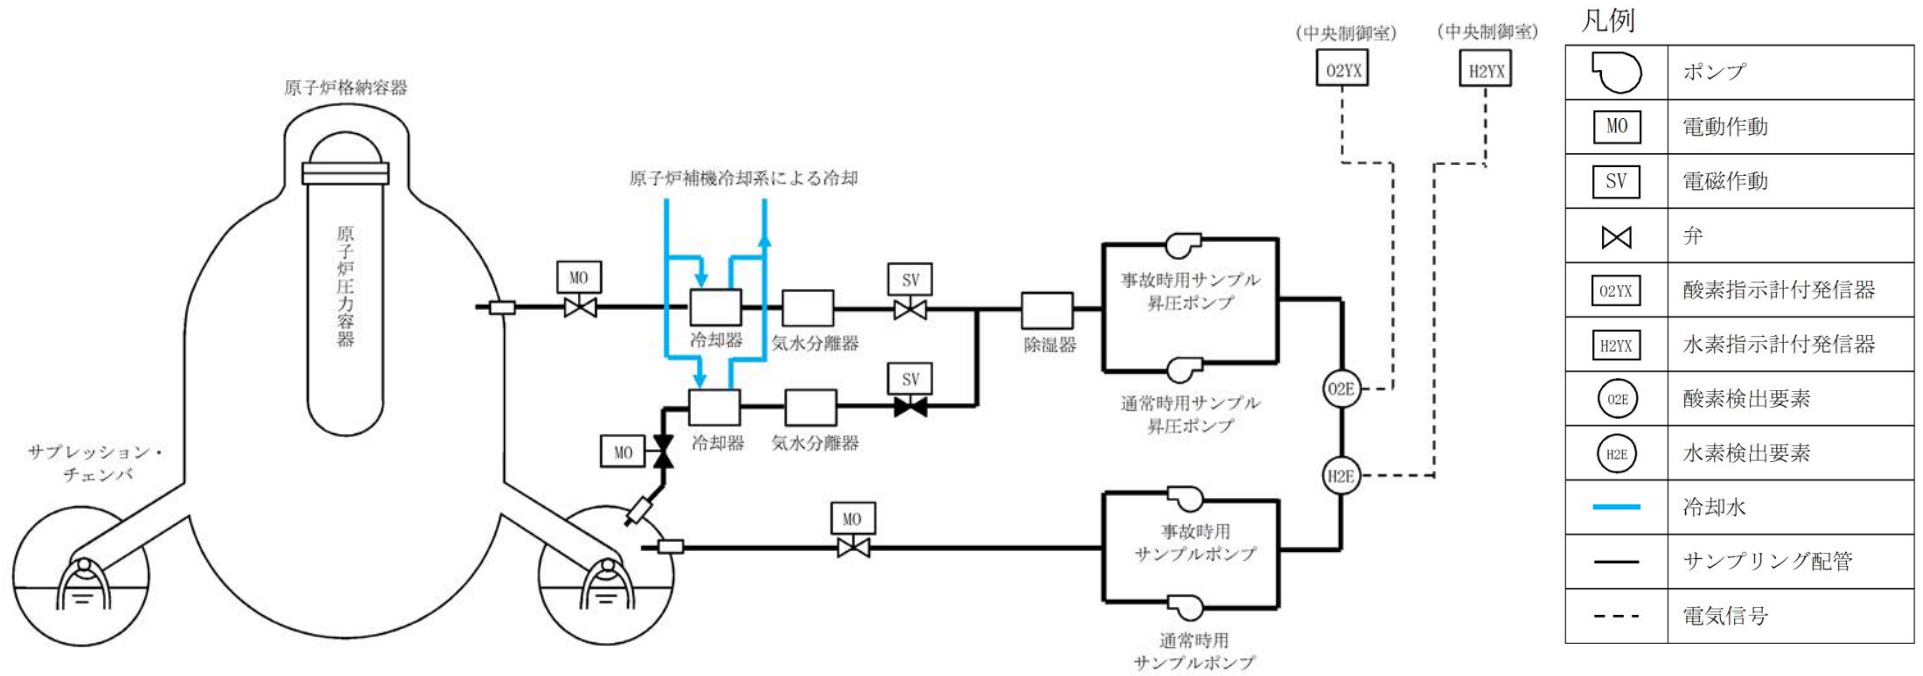 (中央制御室)
(中央制御室)
O2YX
H2YX
原子炉格納容器
原子炉圧力容器
原子炉補機冷却系による冷却
MO
冷却器
気水分離器
SV
除湿器
事故時用サンプル
昇圧ポンプ
通常時用サンプル
昇圧ポンプ
O2E
H2E
サプレッション・
チェンバ
MO
冷却器
気水分離器
SV
MO
事故時用
サンプルポンプ
通常時用
サンプルポンプ
凡例
ポンプ
MO
電動作動
SV
電磁作動
弁
O2YX
酸素指示計付発信器
H2YX
水素指示計付発信器
O2E
酸素検出要素
H2E
水素検出要素
冷却水
サンプリング配管
電気信号